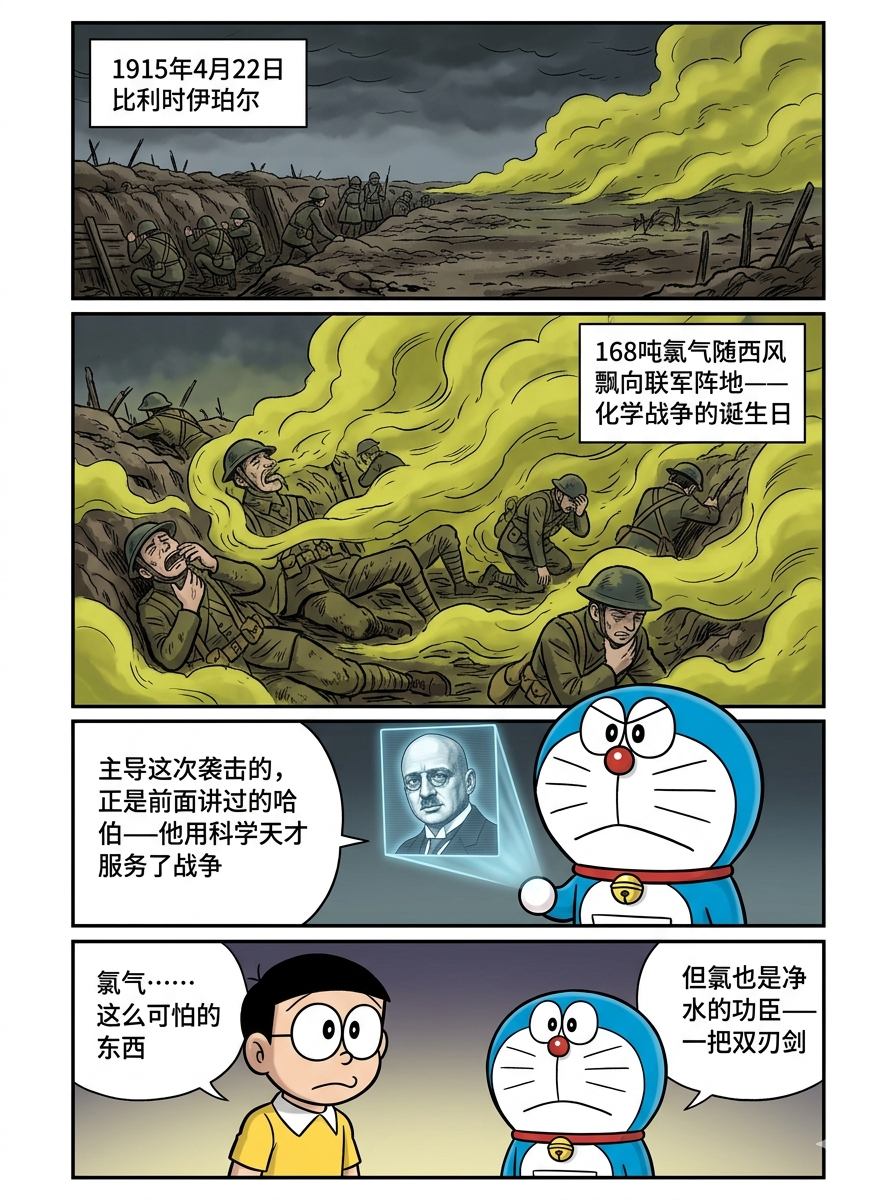 1915年4月22日
比利时伊珀尔
168吨氯气随西风
飘向联军阵地——
化学战争的诞生日
主导这次袭击的，
正是前面讲过的哈
伯——他用科学天才
服务了战争
氯气……
这么可怕的
东西
但氯也是净
水的功臣——
一把双刃剑